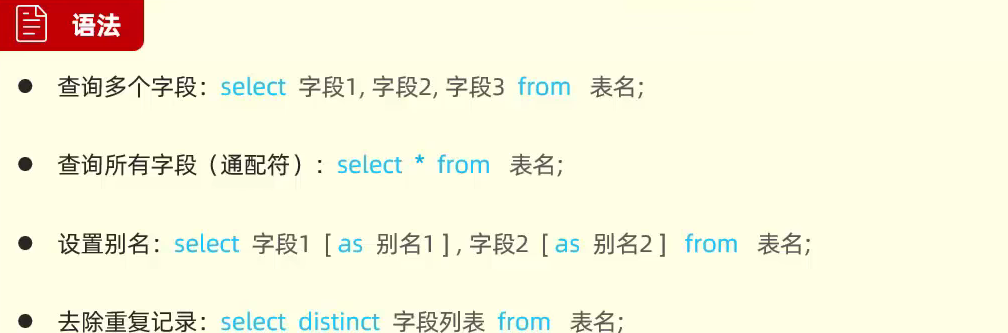 语法
● 查询多个字段：select 字段1, 字段2, 字段3 from 表名;
● 查询所有字段（通配符）：select * from 表名;
● 设置别名：select 字段1 [ as 别名1 ] , 字段2 [ as 别名2 ] from 表名;
● 去除重复记录：select distinct 字段列表 from 表名;